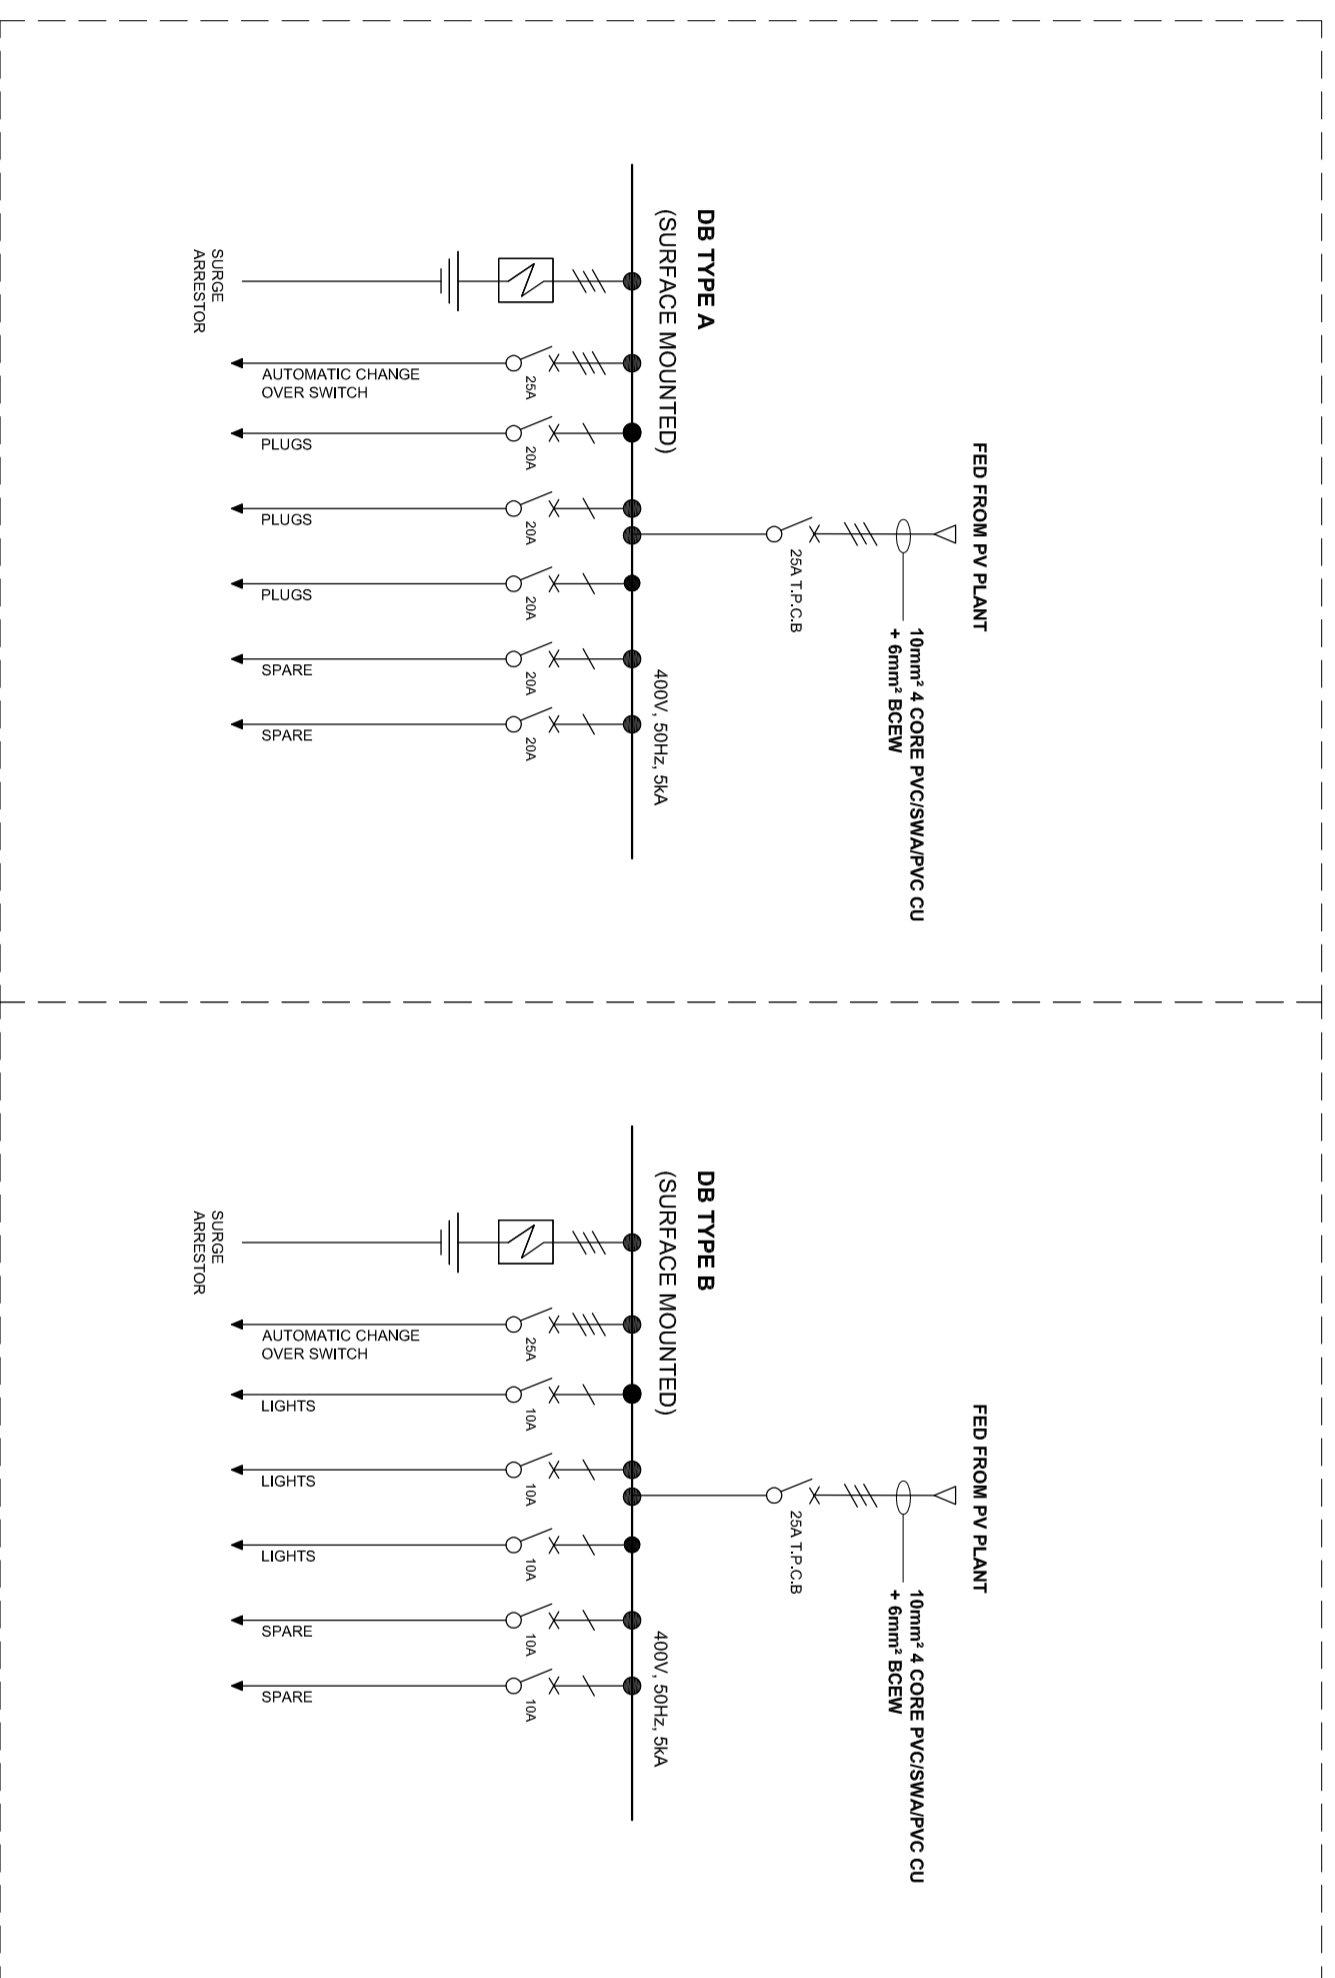 FED FROM PV PLANT
10mm² 4 CORE PVC/SWA/PVC CU
+ 6mm² BCEW
25A T.P.C.B
DB TYPE A
(SURFACE MOUNTED)
400V, 50Hz, 5kA
25A
20A
20A
20A
20A
20A
SURGE
ARRESTOR
AUTOMATIC CHANGE
OVER SWITCH
PLUGS
PLUGS
PLUGS
SPARE
SPARE
FED FROM PV PLANT
10mm² 4 CORE PVC/SWA/PVC CU
+ 6mm² BCEW
25A T.P.C.B
DB TYPE B
(SURFACE MOUNTED)
400V, 50Hz, 5kA
25A
10A
10A
10A
10A
10A
SURGE
ARRESTOR
AUTOMATIC CHANGE
OVER SWITCH
LIGHTS
LIGHTS
LIGHTS
SPARE
SPARE